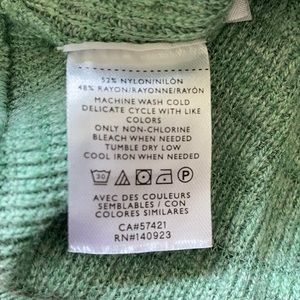 52% NYLON/NILÓN
48% RAYON/RAYONNE/RAYÓN
MACHINE WASH COLD
DELICATE CYCLE WITH LIKE
COLORS
ONLY NON-CHLORINE
BLEACH WHEN NEEDED
TUMBLE DRY LOW
COOL IRON WHEN NEEDED
30
P
AVEC DES COULEURS
SEMBLABLES / CON
COLORES SIMILARES
CA#57421
RN#140923